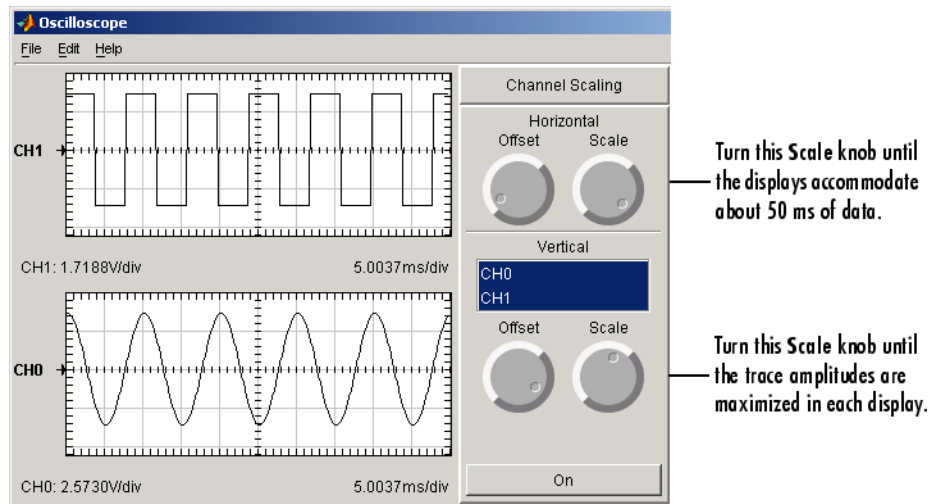 Oscilloscope
File Edit Help
CH1
CH1: 1.7188V/div 5.0037ms/div
CH0
CH0: 2.5730V/div 5.0037ms/div
Channel Scaling
Horizontal
Offset Scale
Vertical
CH0
CH1
Offset Scale
On
Turn this Scale knob until
the displays accommodate
about 50 ms of data.
Turn this Scale knob until
the trace amplitudes are
maximized in each display.